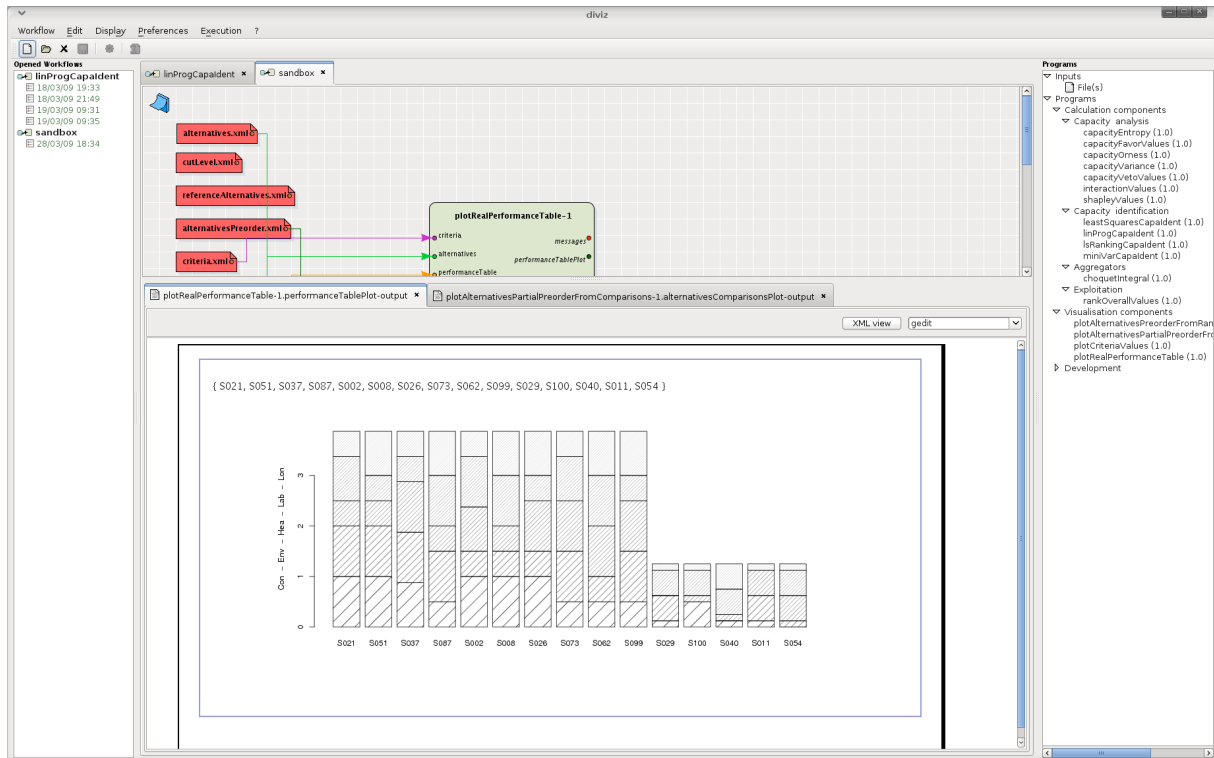 diviz
Workflow Edit Display Preferences Execution ?
Opened Workflows
linProgCapaIdent
18/03/09 19:33
18/03/09 21:49
19/03/09 09:31
19/03/09 09:35
sandbox
28/03/09 18:34
linProgCapaIdent × sandbox ×
alternatives.xml
cutLevel.xml
referenceAlternatives.xml
alternativesPreorder.xml
criteria.xml
plotRealPerformanceTable-1
criteria
messages
alternatives
performanceTablePlot
performanceTable
plotRealPerformanceTable-1.performanceTablePlot-output × plotAlternativesPartialPreorderFromComparisons-1.alternativesComparisonsPlot-output ×
XML view gedit
{ S021, S051, S037, S087, S002, S008, S026, S073, S062, S099, S029, S100, S040, S011, S054 }
Con - Env - Hea - Lab - Lon
3
2
1
0
S021 S051 S037 S087 S002 S008 S026 S073 S062 S099 S029 S100 S040 S011 S054
Programs
Inputs
File(s)
Programs
Calculation components
Capacity analysis
capacityEntropy (1.0)
capacityFavorValues (1.0)
capacityOrness (1.0)
capacityVariance (1.0)
capacityVetoValues (1.0)
interactionValues (1.0)
shapleyValues (1.0)
Capacity identification
leastSquaresCapaIdent (1.0)
linProgCapaIdent (1.0)
lsRankingCapaIdent (1.0)
miniVarCapaIdent (1.0)
Aggregators
choquetIntegral (1.0)
Exploitation
rankOverallValues (1.0)
Visualisation components
plotAlternativesPreorderFromRan
plotAlternativesPartialPreorderFro
plotCriteriaValues (1.0)
plotRealPerformanceTable (1.0)
Development